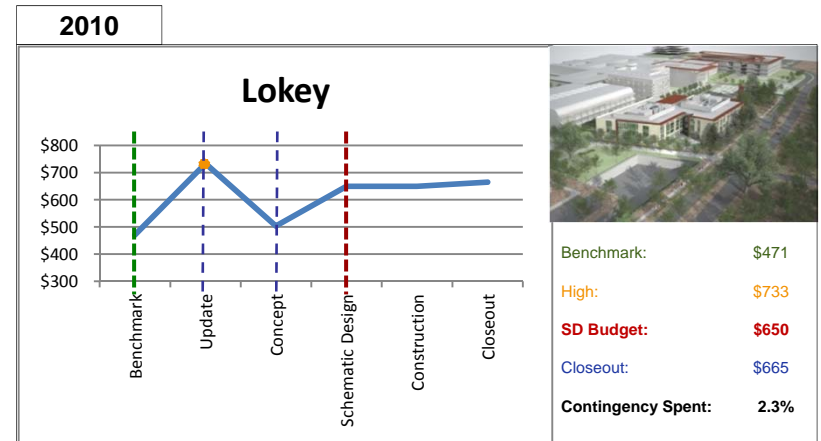 2010
Lokey
$800
$700
$600
$500
$400
$300
Benchmark
Update
Concept
Schematic Design
Construction
Closeout
Benchmark: $471
High: $733
SD Budget: $650
Closeout: $665
Contingency Spent: 2.3%